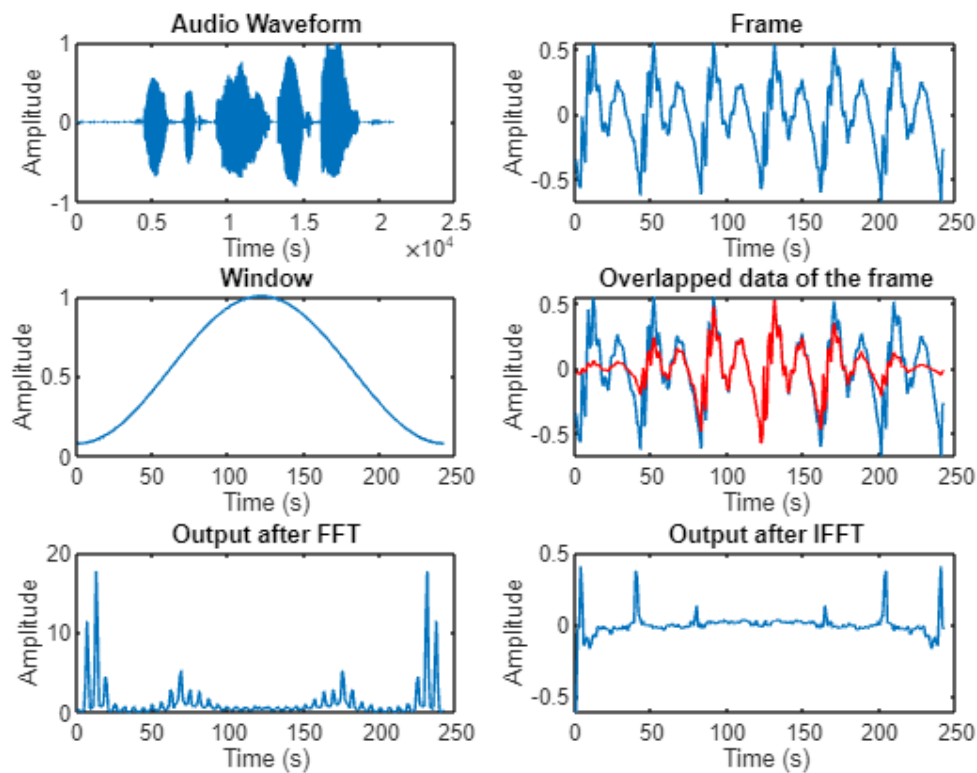 Audio Waveform
Amplitude
1
0
-1
0 0.5 1 1.5 2 2.5
Time (s)
×10⁴
Frame
Amplitude
0.5
0
-0.5
0 50 100 150 200 250
Time (s)
Window
Amplitude
1
0.5
0
0 50 100 150 200 250
Time (s)
Overlapped data of the frame
Amplitude
0.5
0
-0.5
0 50 100 150 200 250
Time (s)
Output after FFT
Amplitude
20
10
0
0 50 100 150 200 250
Time (s)
Output after IFFT
Amplitude
0.5
0
-0.5
0 50 100 150 200 250
Time (s)